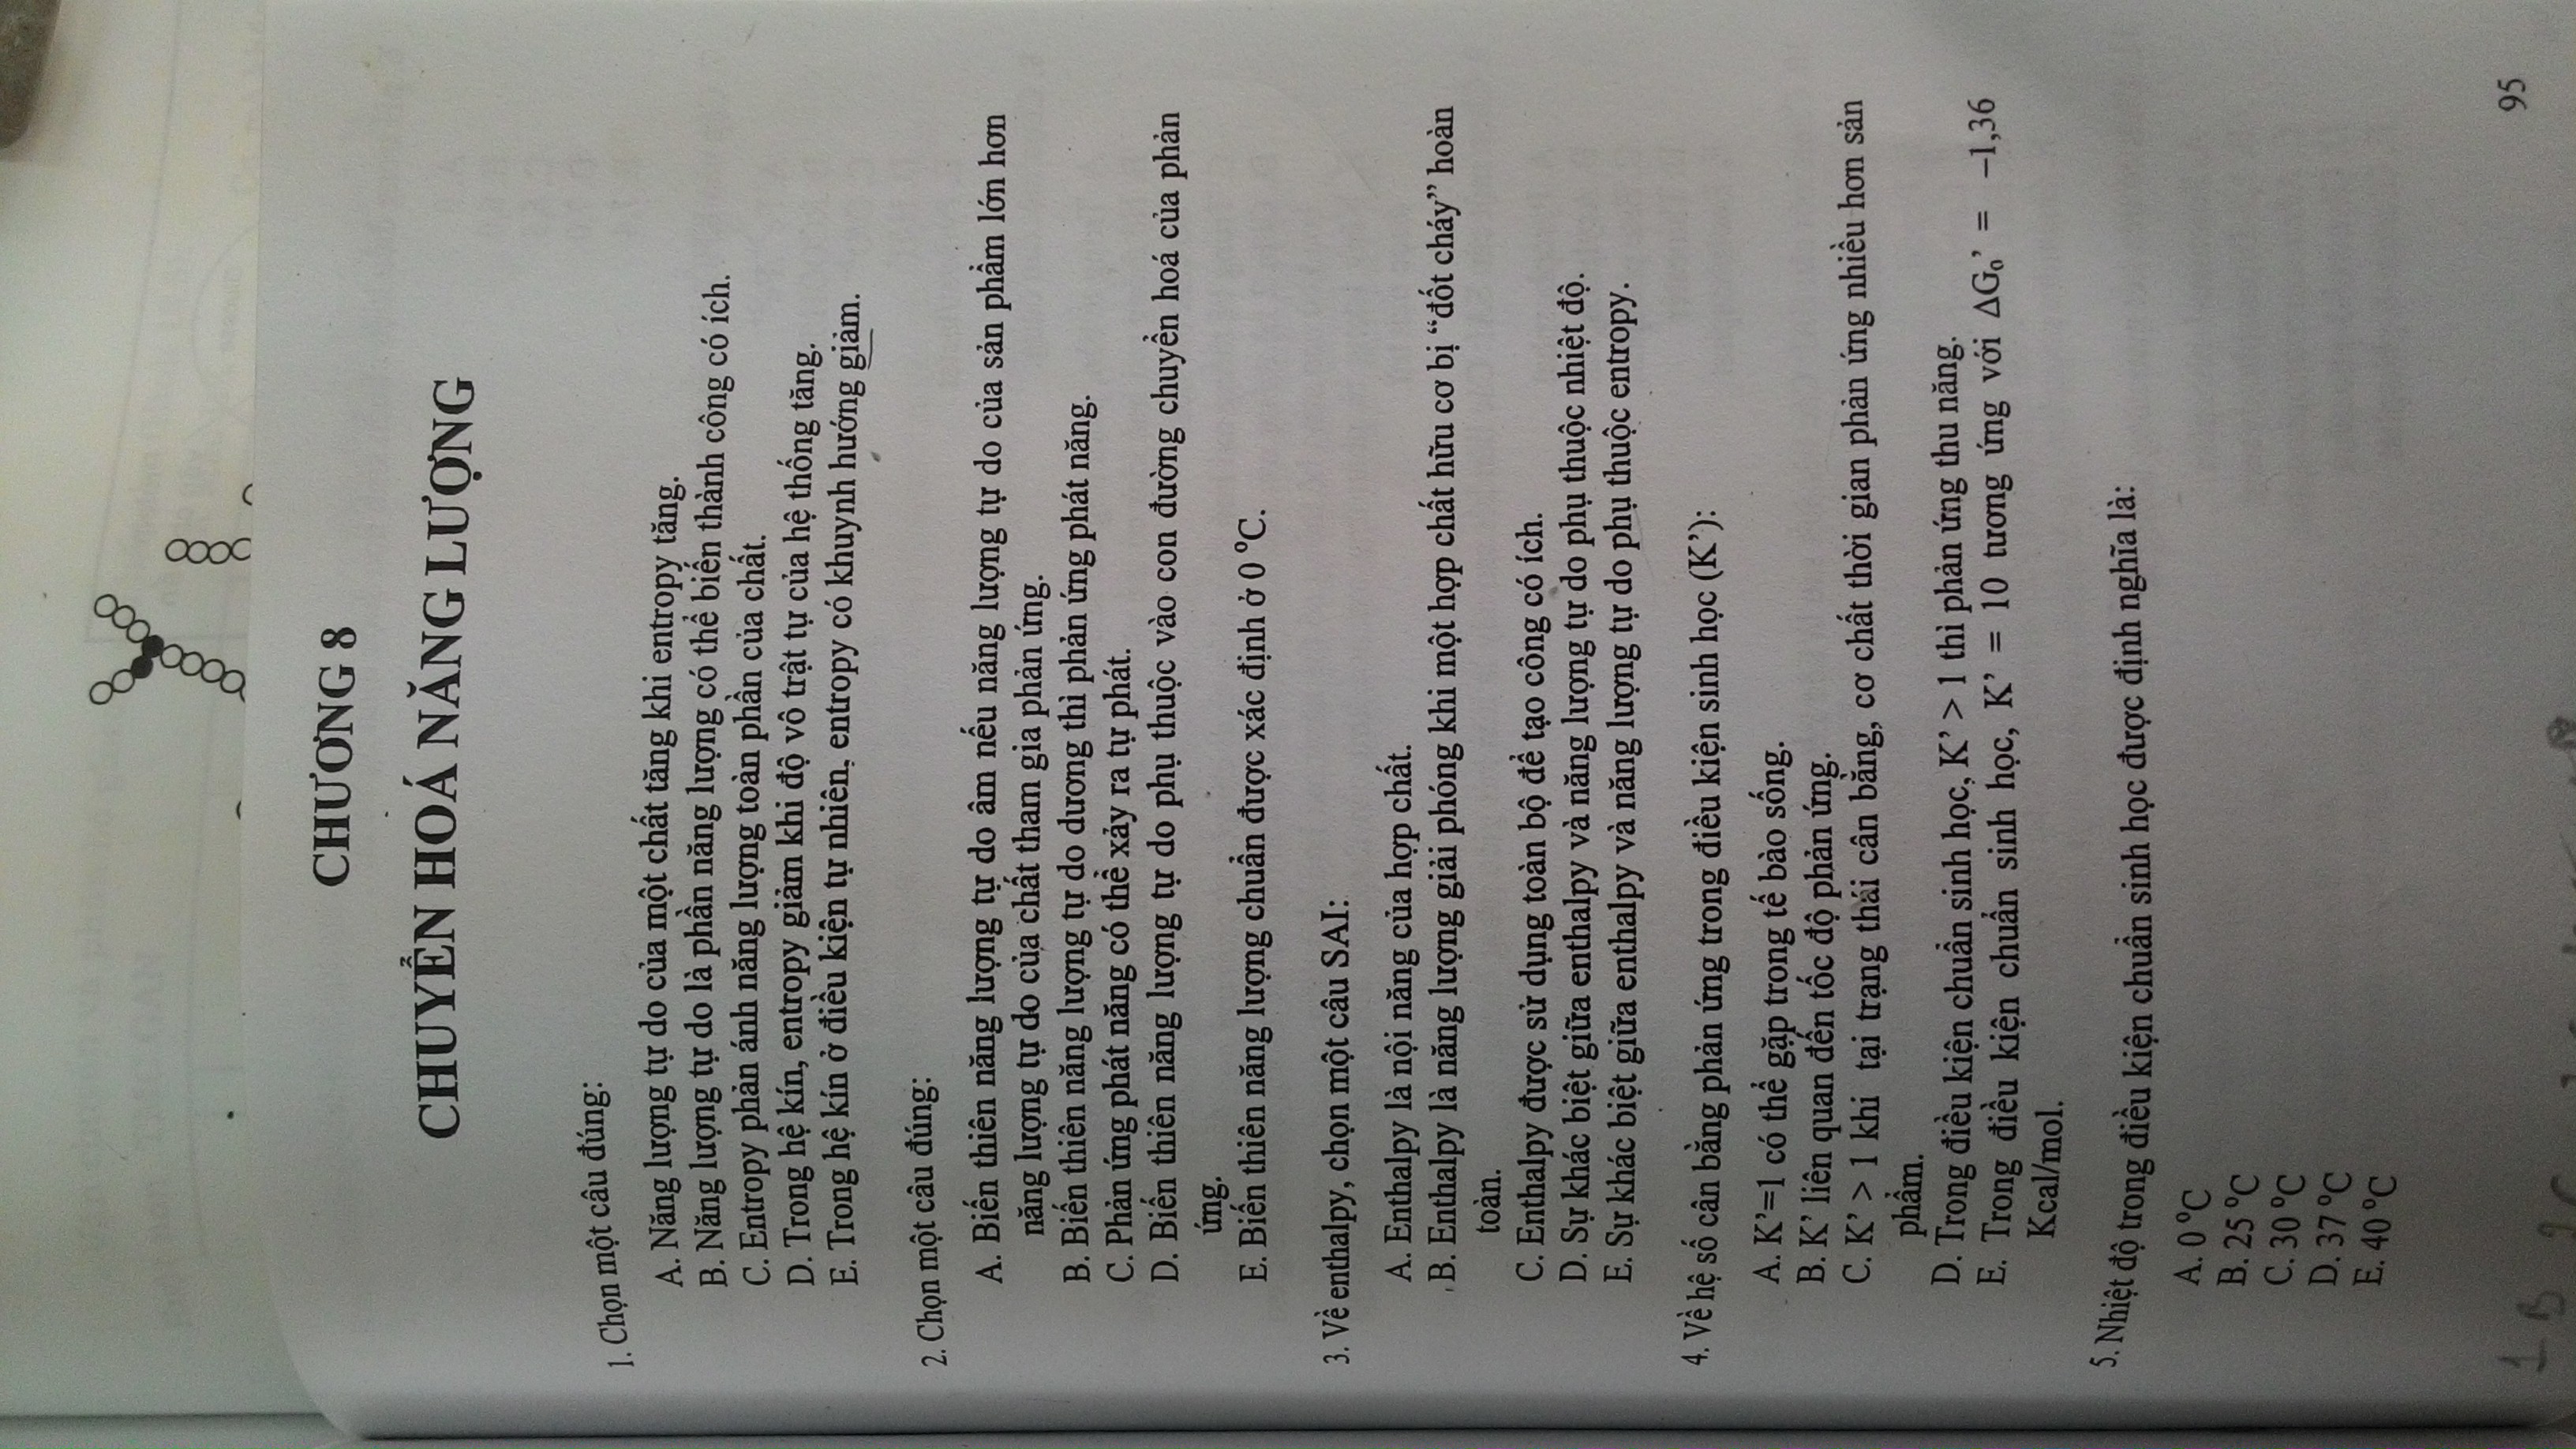 CHƯƠNG 8
CHUYỂN HOÁ NĂNG LƯỢNG
1. Chọn một câu đúng:
A. Năng lượng tự do của một chất tăng khi entropy tăng.
B. Năng lượng tự do là phần năng lượng có thể biến thành công có ích.
C. Entropy phản ánh năng lượng toàn phần của chất.
D. Trong hệ kín, entropy giảm khi độ vô trật tự của hệ thống tăng.
E. Trong hệ kín ở điều kiện tự nhiên, entropy có khuynh hướng giảm.
2. Chọn một câu đúng:
A. Biến thiên năng lượng tự do âm nếu năng lượng tự do của sản phẩm lớn hơn
năng lượng tự do của chất tham gia phản ứng.
B. Biến thiên năng lượng tự do dương thì phản ứng phát năng.
C. Phản ứng phát năng có thể xảy ra tự phát.
D. Biến thiên năng lượng tự do phụ thuộc vào con đường chuyển hoá của phản
ứng.
E. Biến thiên năng lượng chuẩn được xác định ở 0 °C.
3. Về enthalpy, chọn một câu SAI:
A. Enthalpy là nội năng của hợp chất.
B. Enthalpy là năng lượng giải phóng khi một hợp chất hữu cơ bị “đốt cháy” hoàn
toàn.
C. Enthalpy được sử dụng toàn bộ để tạo công có ích.
D. Sự khác biệt giữa enthalpy và năng lượng tự do phụ thuộc nhiệt độ.
E. Sự khác biệt giữa enthalpy và năng lượng tự do phụ thuộc entropy.
4. Về hệ số cân bằng phản ứng trong điều kiện sinh học (K’):
A. K’=1 có thể gặp trong tế bào sống.
B. K’ liên quan đến tốc độ phản ứng.
C. K’ > 1 khi tại trạng thái cân bằng, cơ chất thời gian phản ứng nhiều hơn sản
phẩm.
D. Trong điều kiện chuẩn sinh học, K’ > 1 thì phản ứng thu năng.
E. Trong điều kiện chuẩn sinh học, K’ = 10 tương ứng với ΔG₀’ = –1,36
Kcal/mol.
5. Nhiệt độ trong điều kiện chuẩn sinh học được định nghĩa là:
A. 0 °C
B. 25 °C
C. 30 °C
D. 37 °C
E. 40 °C
95
1 B 2C